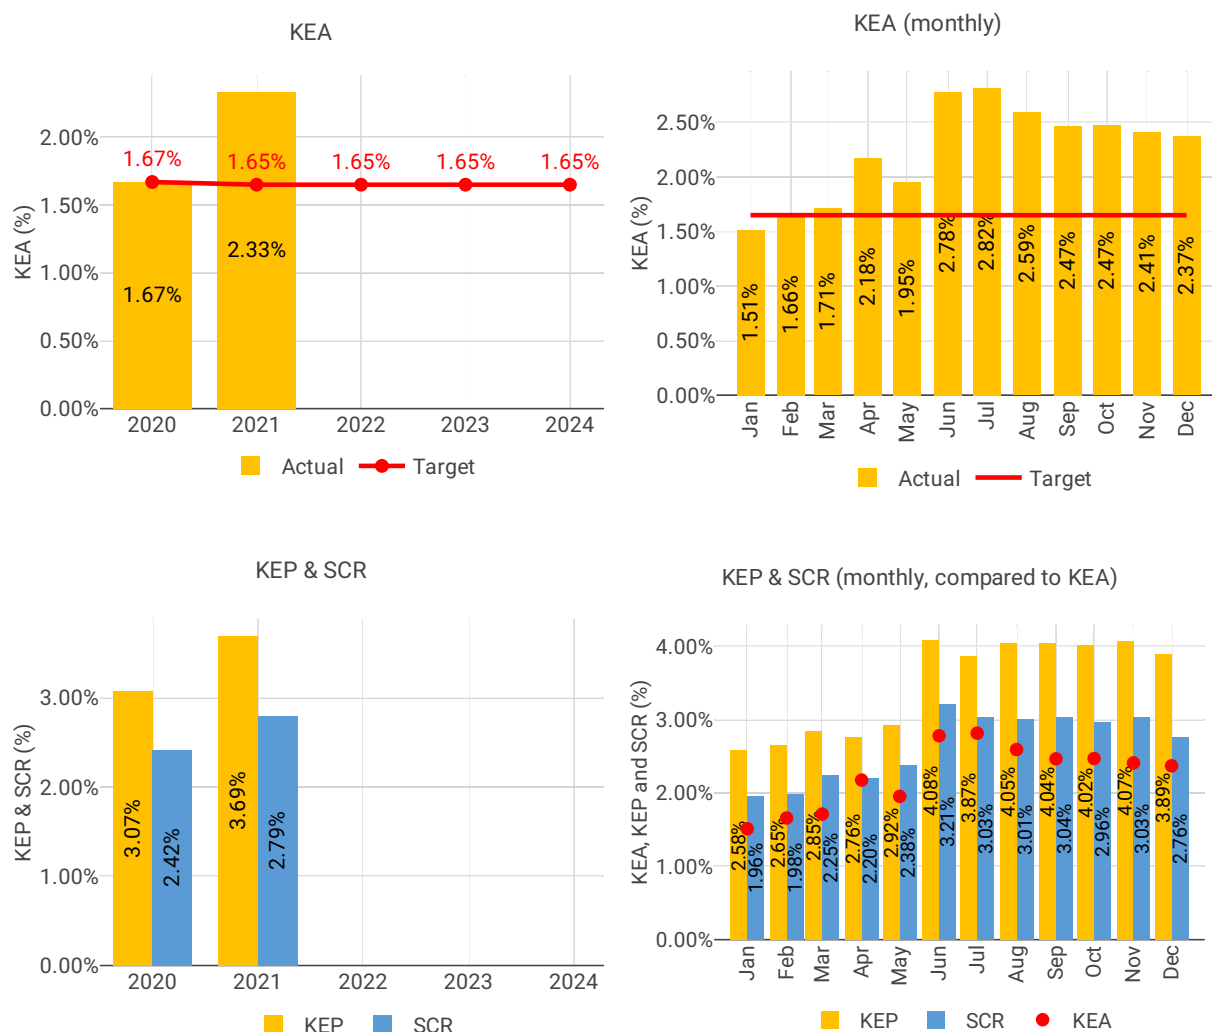 KEA
KEA (%)
2.00%
1.50%
1.00%
0.50%
0.00%
1.67%
1.65%
1.65%
1.65%
1.65%
1.67%
2.33%
2020
2021
2022
2023
2024
Actual
Target
KEA (monthly)
KEA (%)
2.50%
2.00%
1.50%
1.00%
0.50%
0.00%
1.51%
1.66%
1.71%
2.18%
1.95%
2.78%
2.82%
2.59%
2.47%
2.47%
2.41%
2.37%
Jan
Feb
Mar
Apr
May
Jun
Jul
Aug
Sep
Oct
Nov
Dec
Actual
Target
KEP & SCR
KEP & SCR (%)
3.00%
2.00%
1.00%
0.00%
3.07%
2.42%
3.69%
2.79%
2020
2021
2022
2023
2024
KEP
SCR
KEP & SCR (monthly, compared to KEA)
KEA, KEP and SCR (%)
4.00%
3.00%
2.00%
1.00%
0.00%
2.58%
1.96%
2.65%
1.98%
2.85%
2.25%
2.76%
2.20%
2.92%
2.38%
4.08%
3.21%
3.87%
3.03%
4.05%
3.01%
4.04%
3.04%
4.02%
2.96%
4.07%
3.03%
3.89%
2.76%
Jan
Feb
Mar
Apr
May
Jun
Jul
Aug
Sep
Oct
Nov
Dec
KEP
SCR
KEA